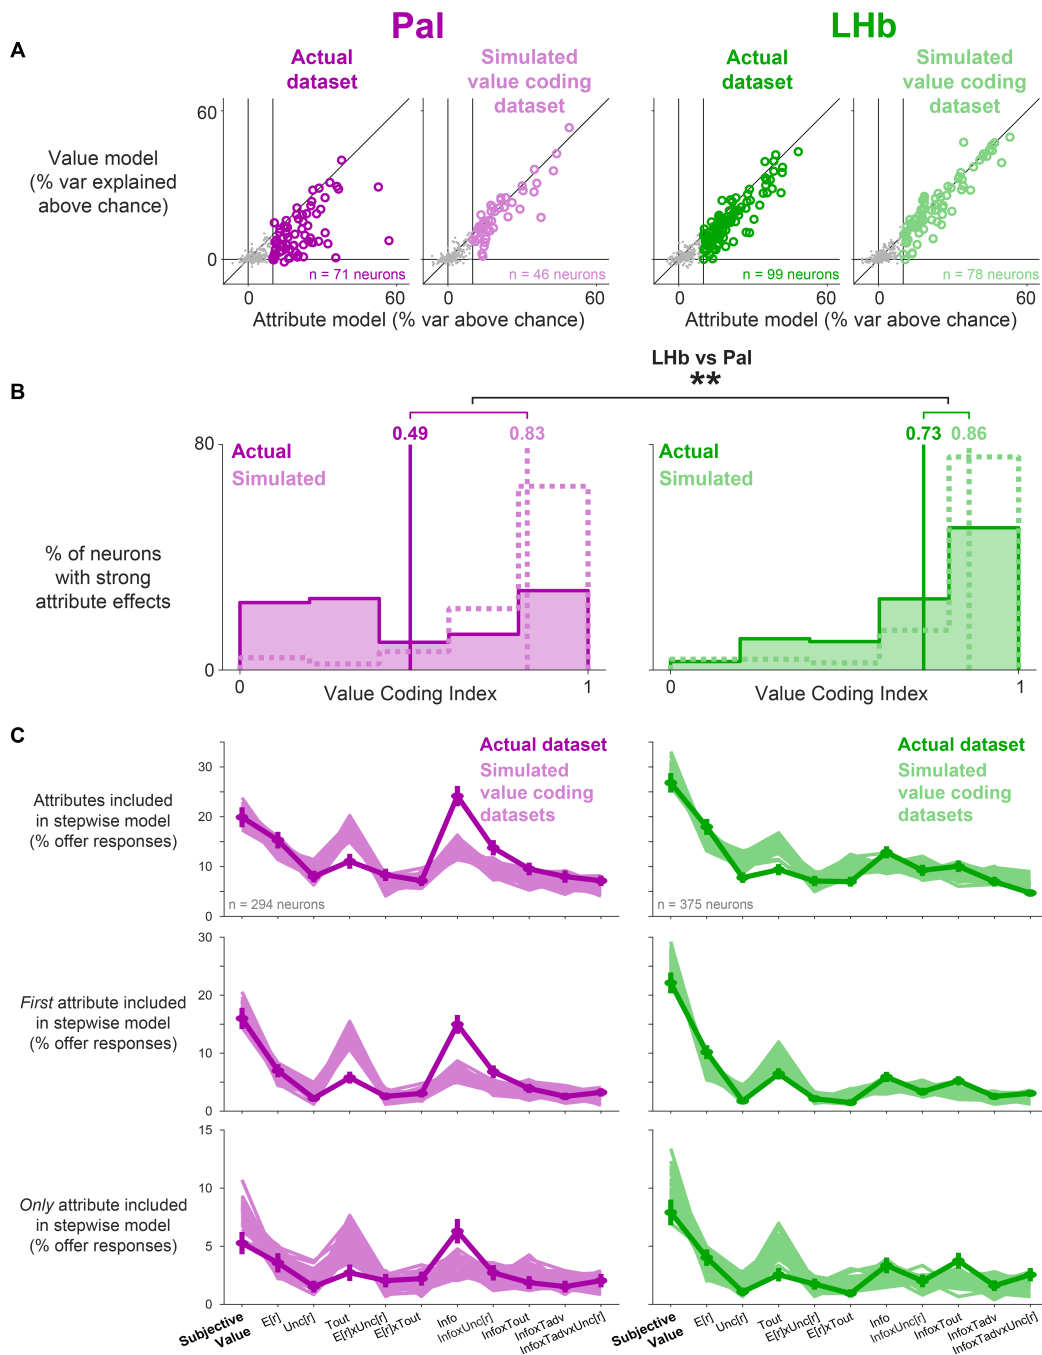 A
Pal
LHb
Actual
dataset
Simulated
value coding
dataset
Actual
dataset
Simulated
value coding
dataset
Value model
(% var explained
above chance)
60
0
n = 71 neurons
n = 46 neurons
n = 99 neurons
n = 78 neurons
0
60
0
60
0
60
0
60
Attribute model (% var above chance)
Attribute model (% var above chance)
B
LHb vs Pal
**
0.49
0.83
0.73
0.86
Actual
Simulated
Actual
Simulated
% of neurons
with strong
attribute effects
80
0
0
1
Value Coding Index
0
1
Value Coding Index
C
Actual dataset
Simulated
value coding
datasets
Actual dataset
Simulated
value coding
datasets
Attributes included
in stepwise model
(% offer responses)
30
20
10
0
n = 294 neurons
n = 375 neurons
First attribute included
in stepwise model
(% offer responses)
30
20
10
0
Only attribute included
in stepwise model
(% offer responses)
15
10
5
0
Subjective
Value
E[r]
Unc[r]
Tout
E[r]xUnc[r]
E[r]xTout
Info
InfoxUnc[r]
InfoxTout
InfoxTadv
InfoxTadvxUnc[r]
Subjective
Value
E[r]
Unc[r]
Tout
E[r]xUnc[r]
E[r]xTout
Info
InfoxUnc[r]
InfoxTout
InfoxTadv
InfoxTadvxUnc[r]